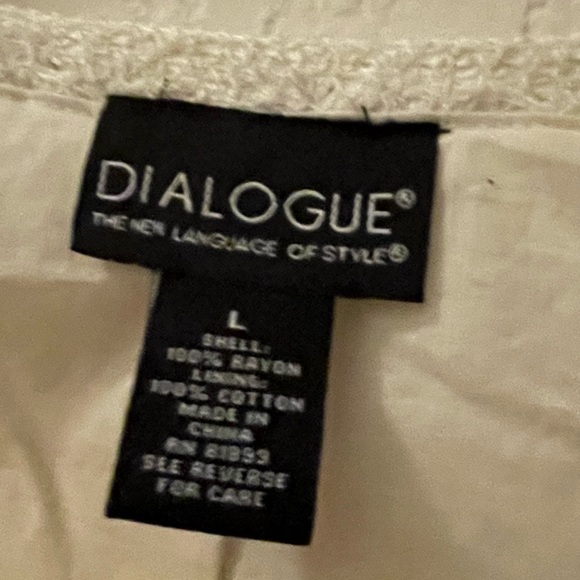 DIALOGUE®
THE NEW LANGUAGE OF STYLE®
L
SHELL:
100% RAYON
LINING:
100% COTTON
MADE IN
CHINA
RN 81899
SEE REVERSE
FOR CARE